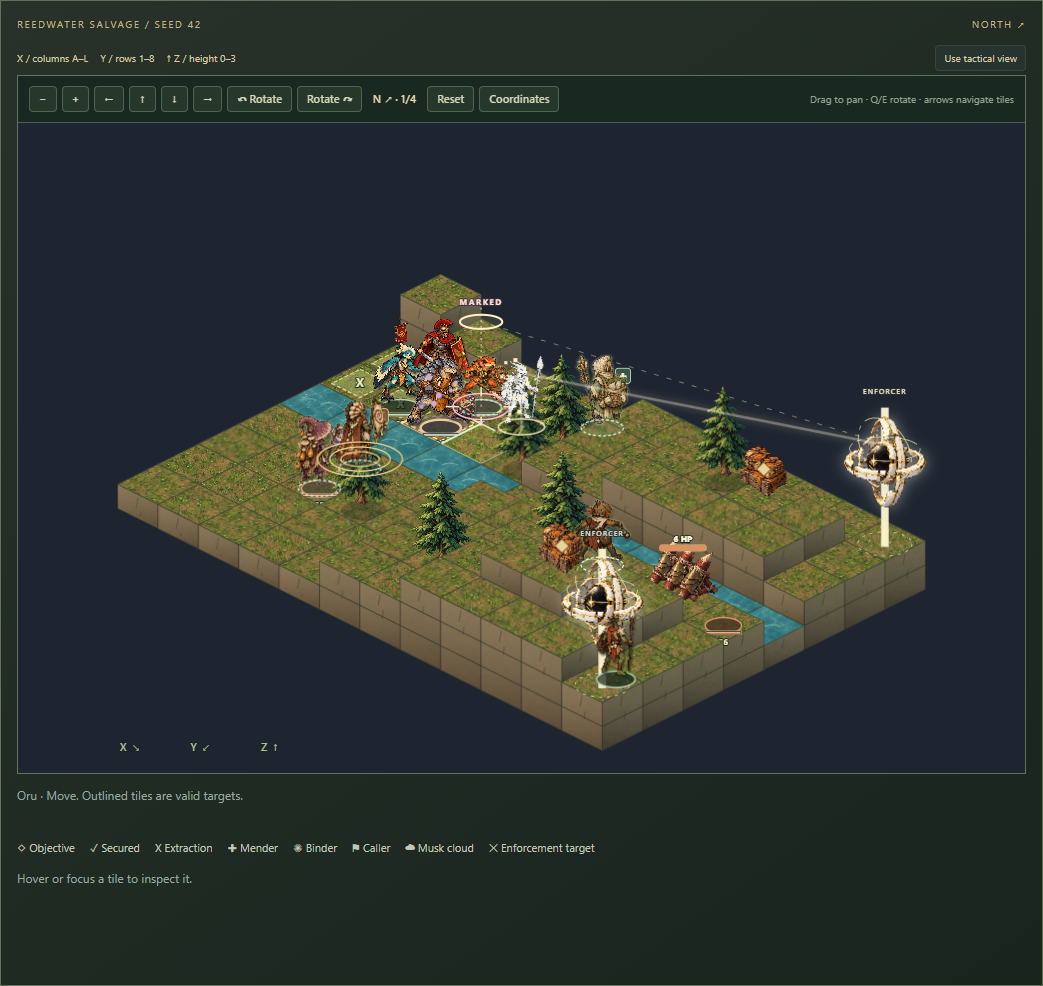 REEDWATER SALVAGE / SEED 42
NORTH ↗
X / columns A–L Y / rows 1–8 ↑ Z / height 0–3
Use tactical view
− + ← ↑ ↓ → ↶ Rotate Rotate ↷ N ↗ · 1/4 Reset Coordinates
Drag to pan · Q/E rotate · arrows navigate tiles
MARKED
X
ENFORCER
ENFORCER
6 HP
6
X ↘ Y ↙ Z ↑
Oru · Move. Outlined tiles are valid targets.
◇ Objective ✓ Secured X Extraction ✚ Mender ❋ Binder ⚑ Caller ☁ Musk cloud ✕ Enforcement target
Hover or focus a tile to inspect it.